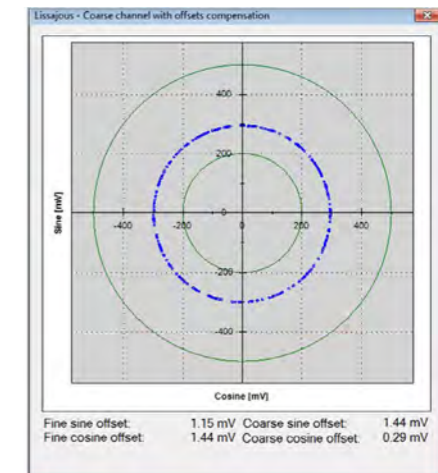 Lissajous - Coarse channel with offsets compensation
400
200
-400
-200
0
200
400
-200
-400
Sine [mV]
Cosine [mV]
Fine sine offset: 1.15 mV Coarse sine offset: 1.44 mV
Fine cosine offset: 1.44 mV Coarse cosine offset: 0.29 mV